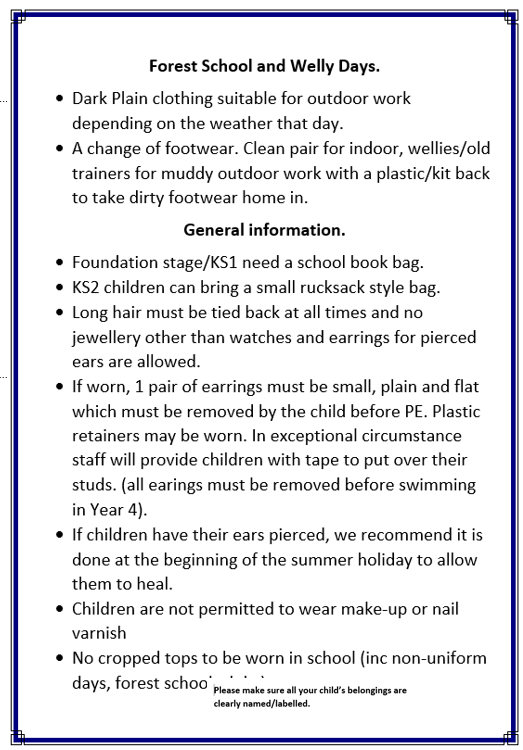 Forest School and Welly Days.
• Dark Plain clothing suitable for outdoor work
depending on the weather that day.
• A change of footwear. Clean pair for indoor, wellies/old
trainers for muddy outdoor work with a plastic/kit back
to take dirty footwear home in.
General information.
• Foundation stage/KS1 need a school book bag.
• KS2 children can bring a small rucksack style bag.
• Long hair must be tied back at all times and no
jewellery other than watches and earrings for pierced
ears are allowed.
• If worn, 1 pair of earrings must be small, plain and flat
which must be removed by the child before PE. Plastic
retainers may be worn. In exceptional circumstance
staff will provide children with tape to put over their
studs. (all earings must be removed before swimming
in Year 4).
• If children have their ears pierced, we recommend it is
done at the beginning of the summer holiday to allow
them to heal.
• Children are not permitted to wear make-up or nail
varnish
• No cropped tops to be worn in school (inc non-uniform
days, forest school
Please make sure all your child's belongings are
clearly named/labelled.